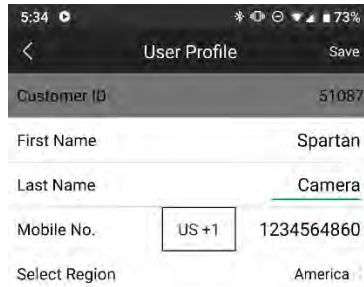 5:34 73%
< User Profile Save
Customer ID 51087
First Name Spartan
Last Name Camera
Mobile No. US +1 1234564860
Select Region America